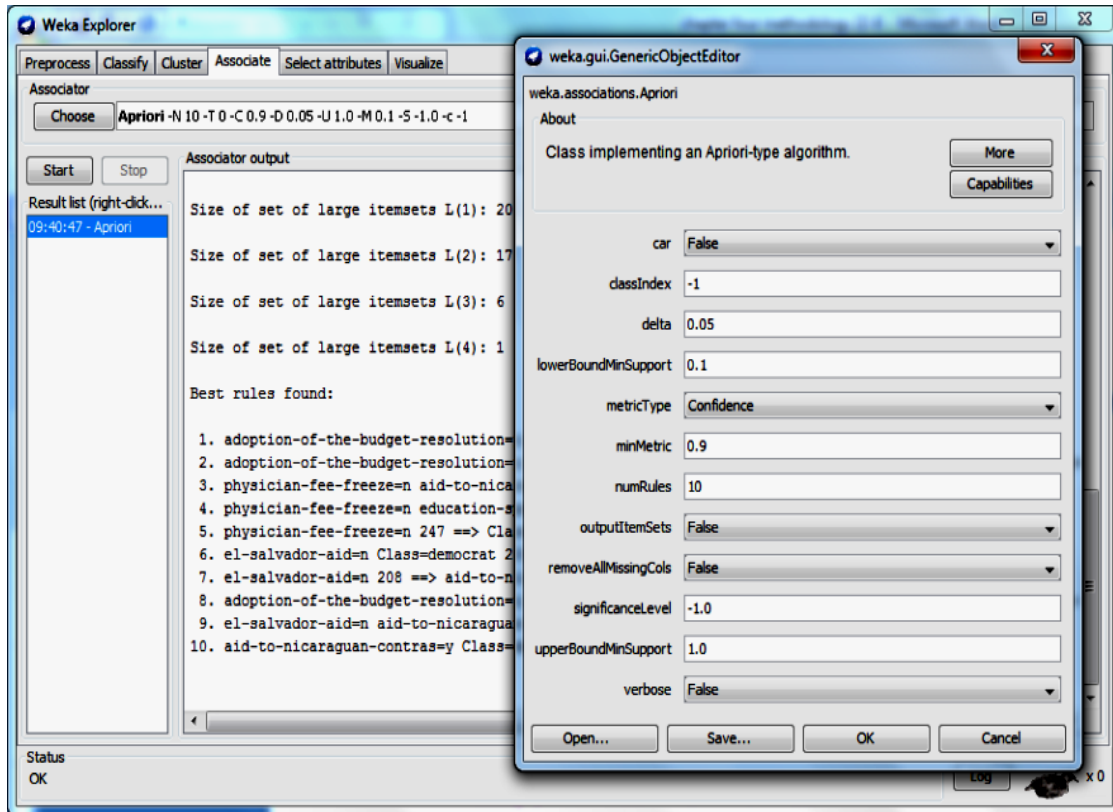 Weka Explorer
Preprocess Classify Cluster Associate Select attributes Visualize
Associator
Choose Apriori -N 10 -T 0 -C 0.9 -D 0.05 -U 1.0 -M 0.1 -S -1.0 -c -1
Start Stop
Result list (right-click...
09:40:47 - Apriori
Associator output
Size of set of large itemsets L(1): 20
Size of set of large itemsets L(2): 17
Size of set of large itemsets L(3): 6
Size of set of large itemsets L(4): 1
Best rules found:
1. adoption-of-the-budget-resolution=
2. adoption-of-the-budget-resolution=
3. physician-fee-freeze=n aid-to-nica
4. physician-fee-freeze=n education-s
5. physician-fee-freeze=n 247 ==> Cla
6. el-salvador-aid=n Class=democrat 2
7. el-salvador-aid=n 208 ==> aid-to-n
8. adoption-of-the-budget-resolution=
9. el-salvador-aid=n aid-to-nicaragua
10. aid-to-nicaraguan-contras=y Class=
Status
OK
Log x 0
weka.gui.GenericObjectEditor
weka.associations.Apriori
About
Class implementing an Apriori-type algorithm.
More
Capabilities
car False
classIndex -1
delta 0.05
lowerBoundMinSupport 0.1
metricType Confidence
minMetric 0.9
numRules 10
outputItemSets False
removeAllMissingCols False
significanceLevel -1.0
upperBoundMinSupport 1.0
verbose False
Open... Save... OK Cancel